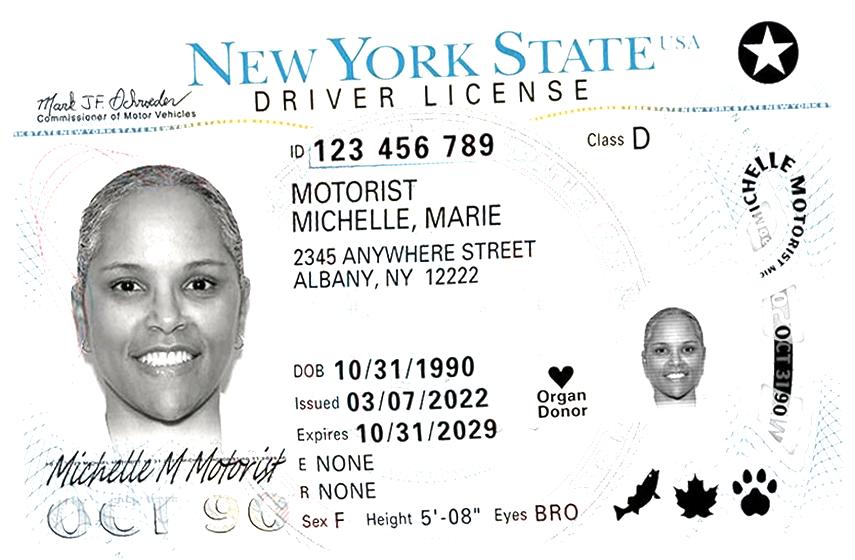 NEW YORK STATE USA
DRIVER LICENSE
Mark J.F. Schroeder
Commissioner of Motor Vehicles
ID 123 456 789
Class D
MOTORIST
MICHELLE, MARIE
2345 ANYWHERE STREET
ALBANY, NY 12222
MICHELLE MOTORIST MIC
DOB 10/31/1990
Issued 03/07/2022
Expires 10/31/2029
Organ
Donor
OCT 31/90
E NONE
R NONE
Sex F Height 5'-08" Eyes BRO
Michelle M Motorist
OCT 90